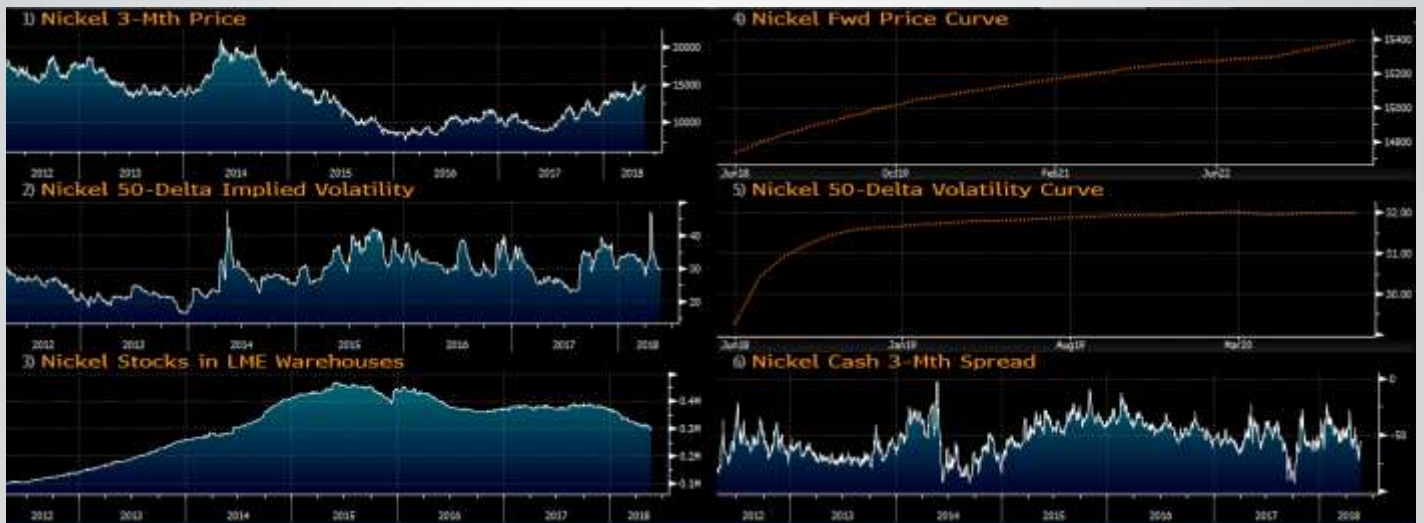 1) Nickel 3-Mth Price
20000
15000
10000
2012 2013 2014 2015 2016 2017 2018
2) Nickel 50-Delta Implied Volatility
40
30
20
2012 2013 2014 2015 2016 2017 2018
3) Nickel Stocks in LME Warehouses
0.4M
0.3M
0.2M
0.1M
2012 2013 2014 2015 2016 2017 2018
4) Nickel Fwd Price Curve
15400
15200
15000
14800
Jun18 Oct19 Feb21 Jun22
5) Nickel 50-Delta Volatility Curve
32.00
31.00
30.00
Jun18 Jan19 Aug19 Mar20
6) Nickel Cash 3-Mth Spread
0
-50
2012 2013 2014 2015 2016 2017 2018